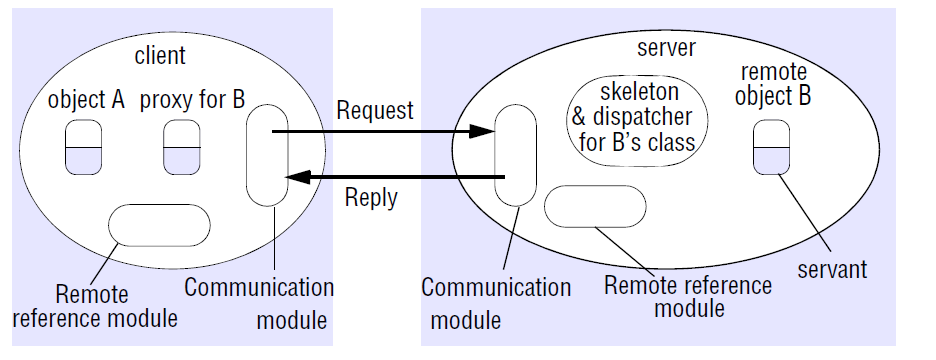 client
object A proxy for B
Remote
reference module
Communication
module
Request
Reply
server
skeleton
& dispatcher
for B's class
remote
object B
Communication
module
Remote reference
module
servant